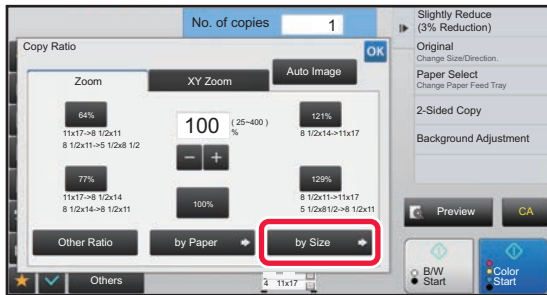 No. of copies
1
Slightly Reduce
(3% Reduction)
Original
Change Size/Direction.
Paper Select
Change Paper Feed Tray
2-Sided Copy
Background Adjustment
Preview
CA
B/W
Start
Color
Start
Copy Ratio
OK
Zoom
XY Zoom
Auto Image
64%
11x17->8 1/2x11
8 1/2x11->5 1/2x8 1/2
77%
11x17->8 1/2x14
8 1/2x14->8 1/2x11
100
(25~400)
%
100%
121%
8 1/2x14->11x17
129%
8 1/2x11->11x17
5 1/2x81/2->8 1/2x11
Other Ratio
by Paper
by Size
Others
4 11x17